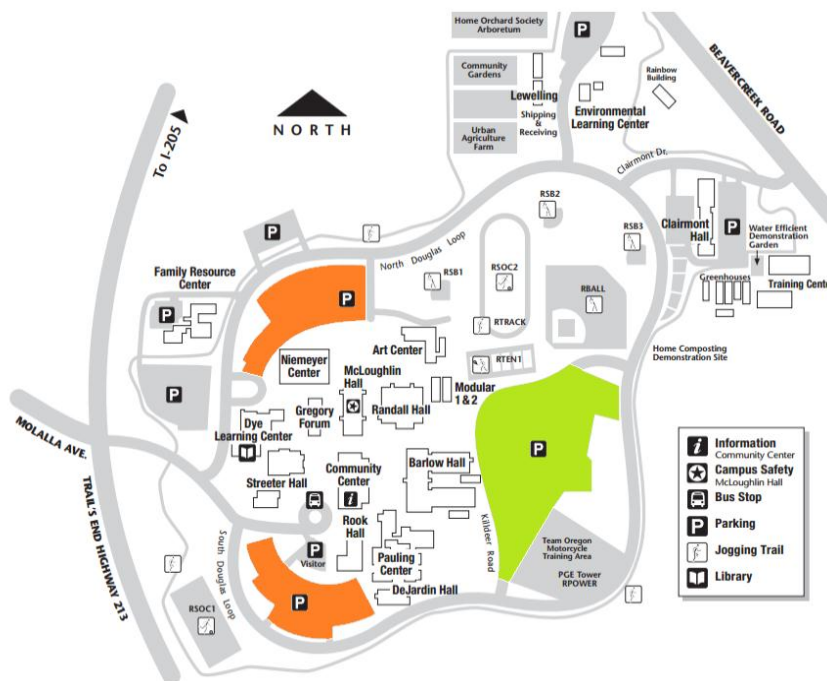 Home Orchard Society
Arboretum
P
BEAVERCREEK ROAD
Community
Gardens
Rainbow
Building
To I-205
Lewelling
Environmental
Learning Center
NORTH
Shipping
&
Receiving
Urban
Agriculture
Farm
Clairmont Dr.
RSB2
RSB3
Clairmont
Hall
P
Water Efficient
Demonstration
Garden
P
North Douglas Loop
Family Resource
Center
RSB1
RSOC2
RBALL
Greenhouses
Training Cente
P
P
RTRACK
Home Composting
Demonstration Site
Art Center
Niemeyer
Center
McLoughlin
Hall
RTEN1
P
Modular
1 & 2
Gregory
Forum
Randall Hall
MOLALLA AVE.
Dye
Learning Center
P
TRAIL'S END HIGHWAY 213
Streeter Hall
Community
Center
i
Barlow Hall
Rook
Hall
Killdeer Road
P
Visitor
South Douglas Loop
Pauling
Center
Team Oregon
Motorcycle
Training Area
PGE Tower
RPOWER
DeJardin Hall
P
RSOC1
i Information
Community Center
Campus Safety
McLoughlin Hall
Bus Stop
P Parking
Jogging Trail
Library